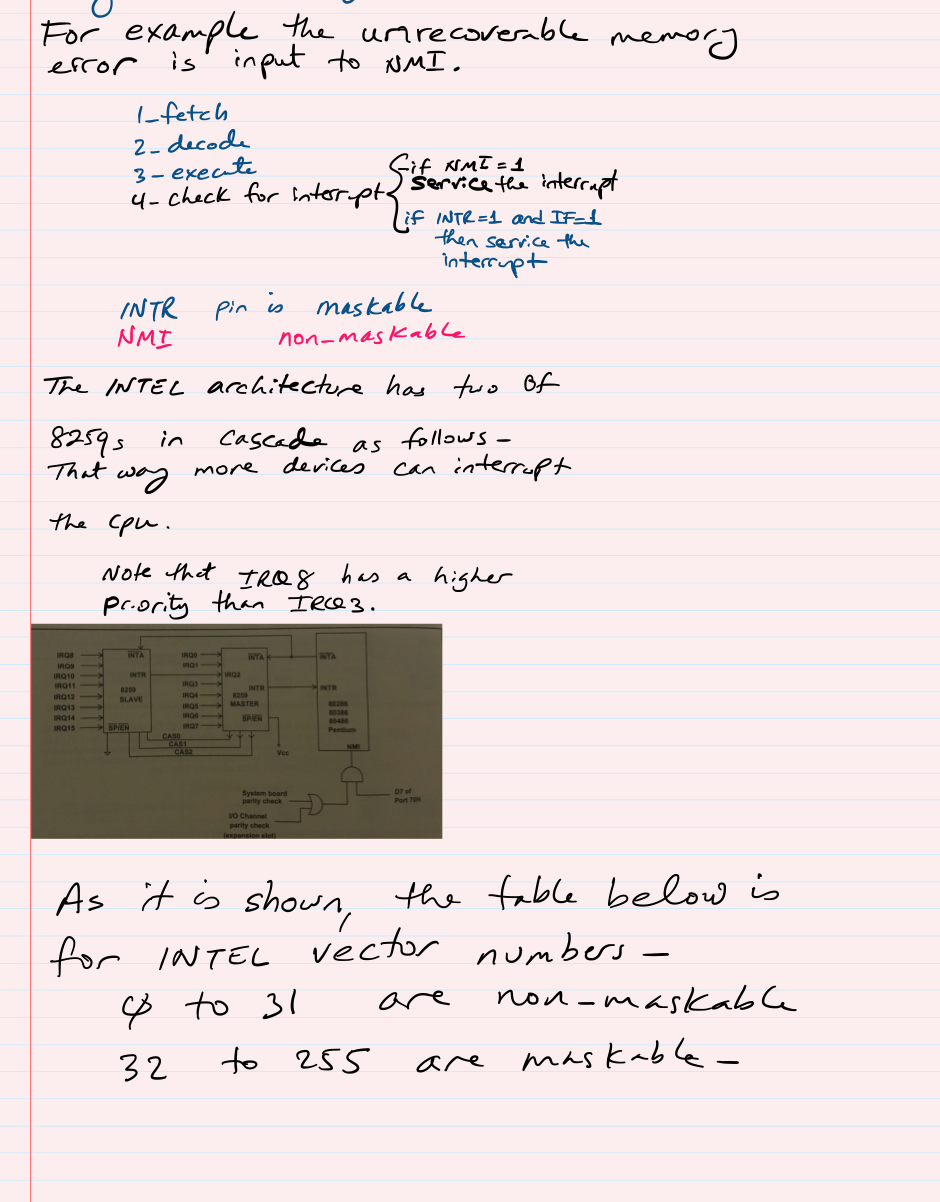 For example the unrecoverable memory
error is input to NMI.
1_fetch
2_ decode
3 – execute
4 - check for interrupt
if NMI = 1
service the interrupt
if INTR=1 and IF=1
then service the
interrupt
INTR pin is maskable
NMI non-maskable
The INTEL architecture has two of
8259s in cascade as follows –
That way more devices can interrupt
the cpu.
Note that IRQ8 has a higher
priority than IRQ3.
IRQ8
IRQ9
IRQ10
IRQ11
IRQ12
IRQ13
IRQ14
IRQ15
INTA
INTR
8259
SLAVE
SP/EN
IRQ0
IRQ1
IRQ2
IRQ3
IRQ4
IRQ5
IRQ6
IRQ7
INTA
INTR
8259
MASTER
SP/EN
CAS0
CAS1
CAS2
Vcc
INTA
INTR
80286
80386
80486
Pentium
NMI
System board
parity check
D7 of
Port 70H
I/O Channel
parity check
(expansion slot)
As it is shown, the table below is
for INTEL vector numbers –
0 to 31 are non-maskable
32 to 255 are maskable –